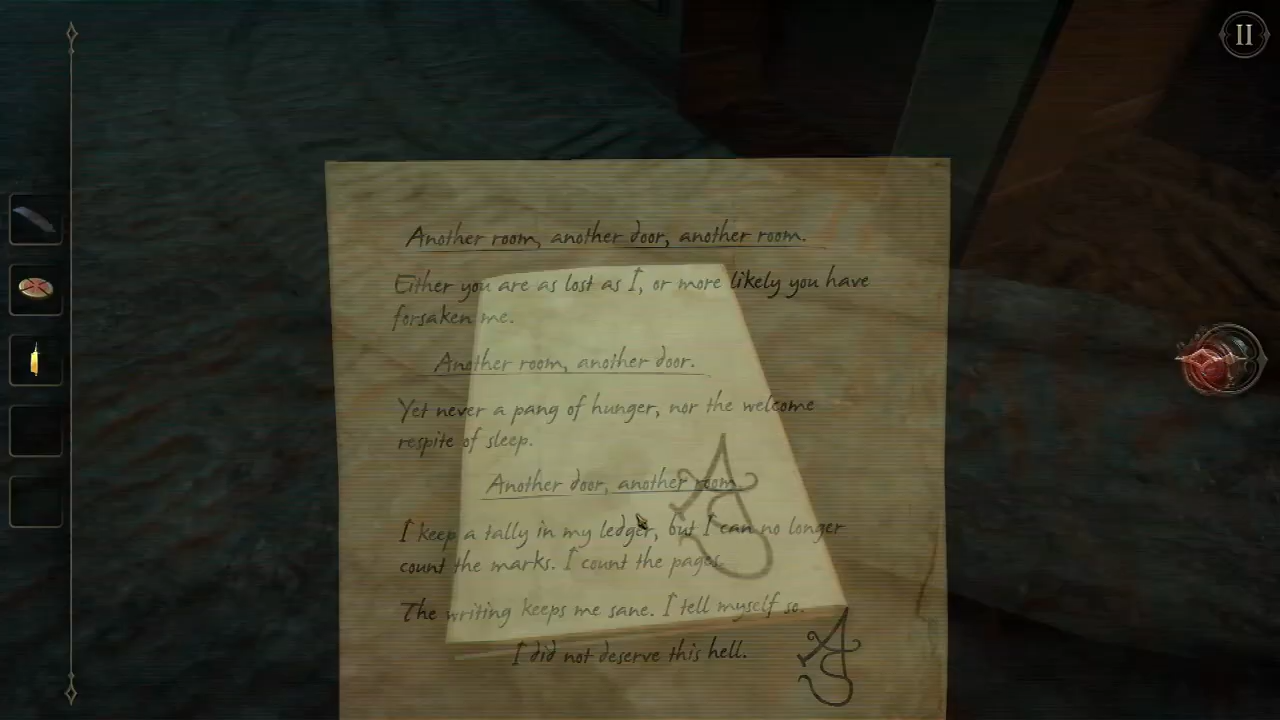 Another room, another door, another room.
Either you are as lost as I, or more likely you have
forsaken me.
Another room, another door.
Yet never a pang of hunger, nor the welcome
respite of sleep.
Another door, another room
I keep a tally in my ledger, but I can no longer
count the marks. I count the pages.
The writing keeps me sane. I tell myself so.
I did not deserve this hell.